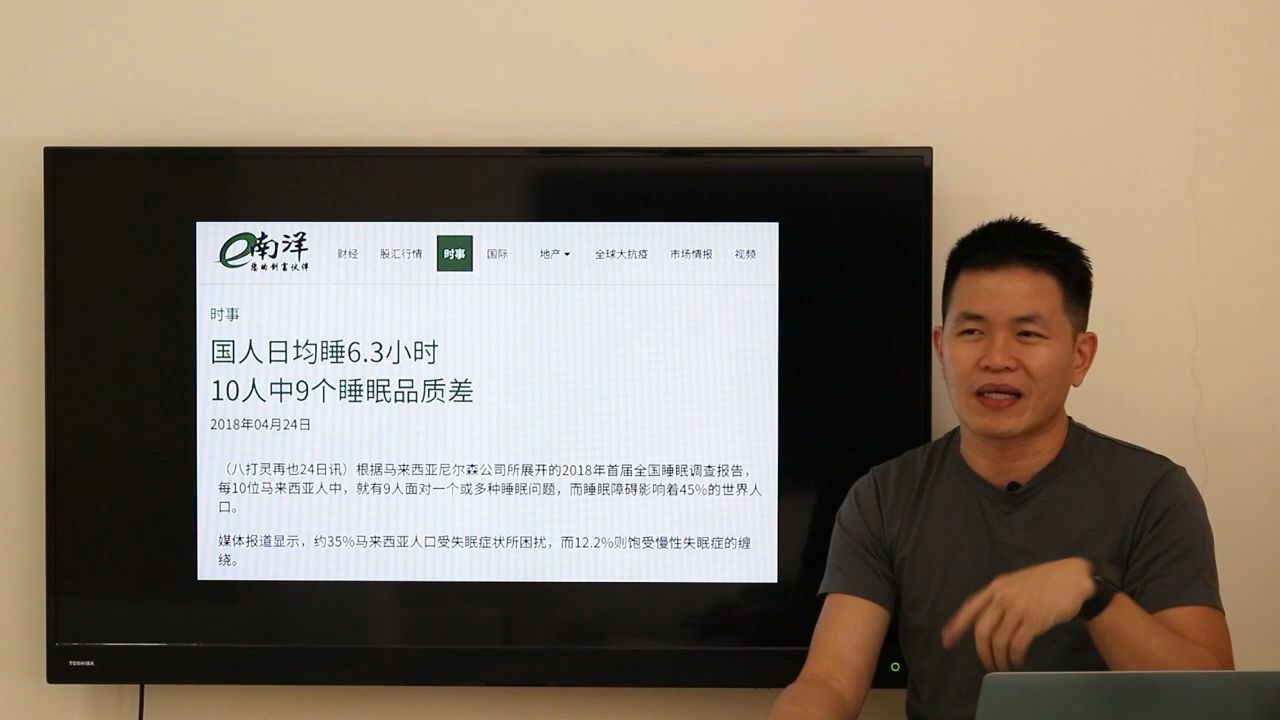 e南洋
您的创富伙伴
财经 股汇行情 时事 国际 地产 全球大抗疫 市场情报 视频
时事
国人日均睡6.3小时
10人中9个睡眠品质差
2018年04月24日
（八打灵再也24日讯）根据马来西亚尼尔森公司所展开的2018年首届全国睡眠调查报告，
每10位马来西亚人中，就有9人面对一个或多种睡眠问题，而睡眠障碍影响着45%的世界人
口。
媒体报道显示，约35%马来西亚人口受失眠症状所困扰，而12.2%则饱受慢性失眠症的缠
绕。
TOSHIBA